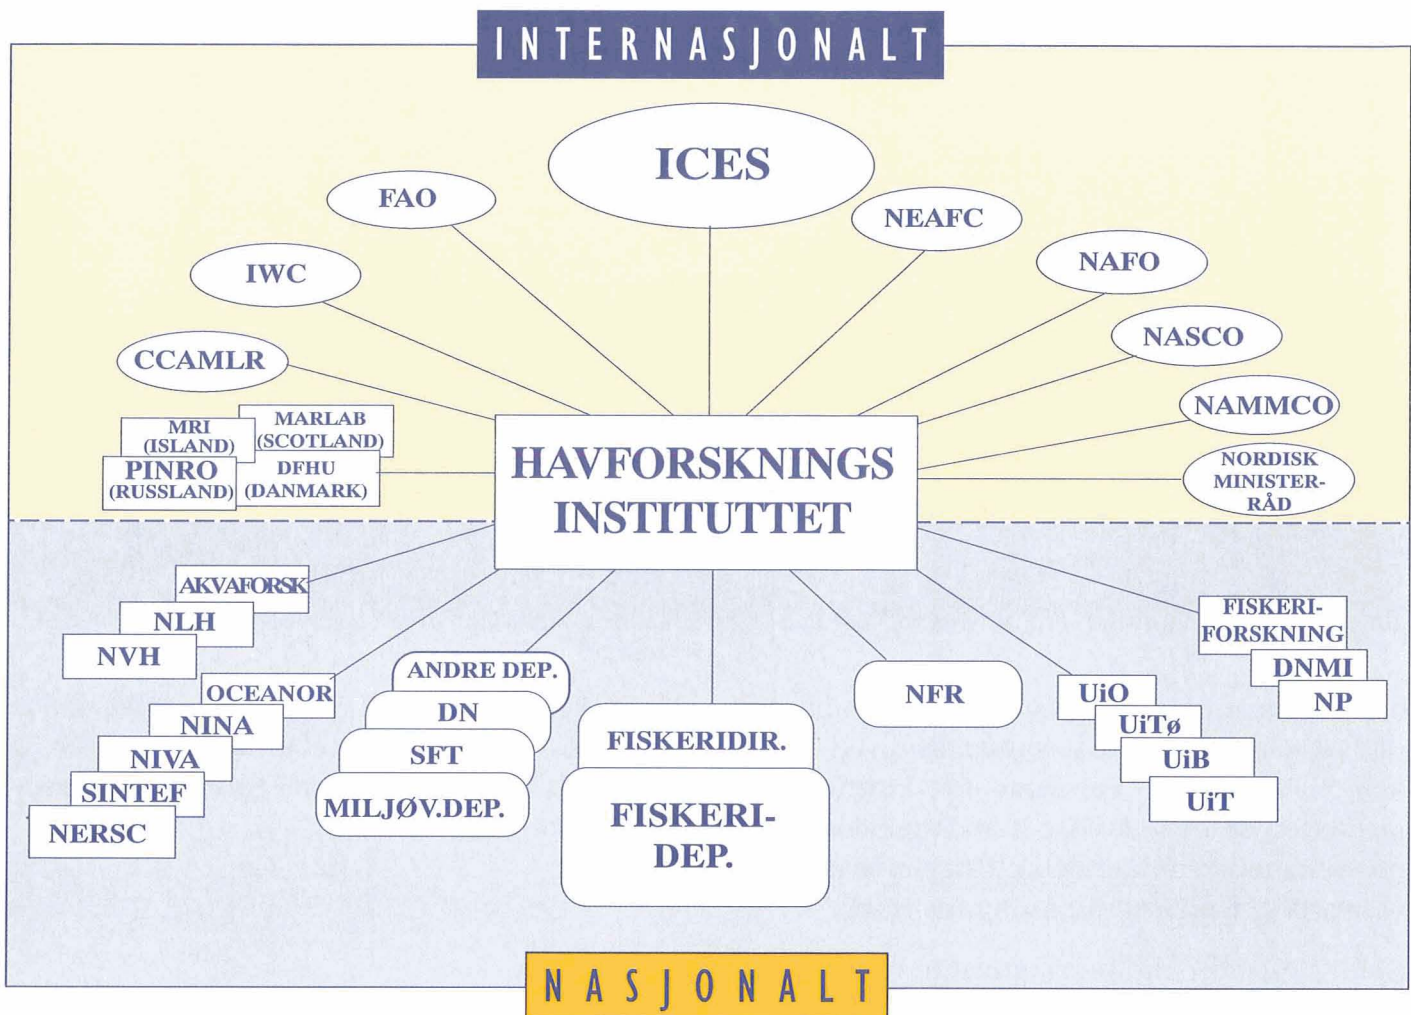 INTERNASJONALT
ICES
FAO
NEAFC
IWC
NAFO
CCAMLR
NASCO
NAMMCO
MRI
(ISLAND)
MARLAB
(SCOTLAND)
PINRO
(RUSSLAND)
DFHU
(DANMARK)
HAVFORSKNINGS
INSTITUTTET
NORDISK
MINISTER-
RÅD
AKVAFORSK
NLH
NVH
OCEANOR
NINA
NIVA
SINTEF
NERSC
ANDRE DEP.
DN
SFT
MILJØV.DEP.
FISKERIDIR.
FISKERI-
DEP.
NFR
UiO
UiTø
UiB
UiT
FISKERI-
FORSKNING
DNMI
NP
NASJONALT